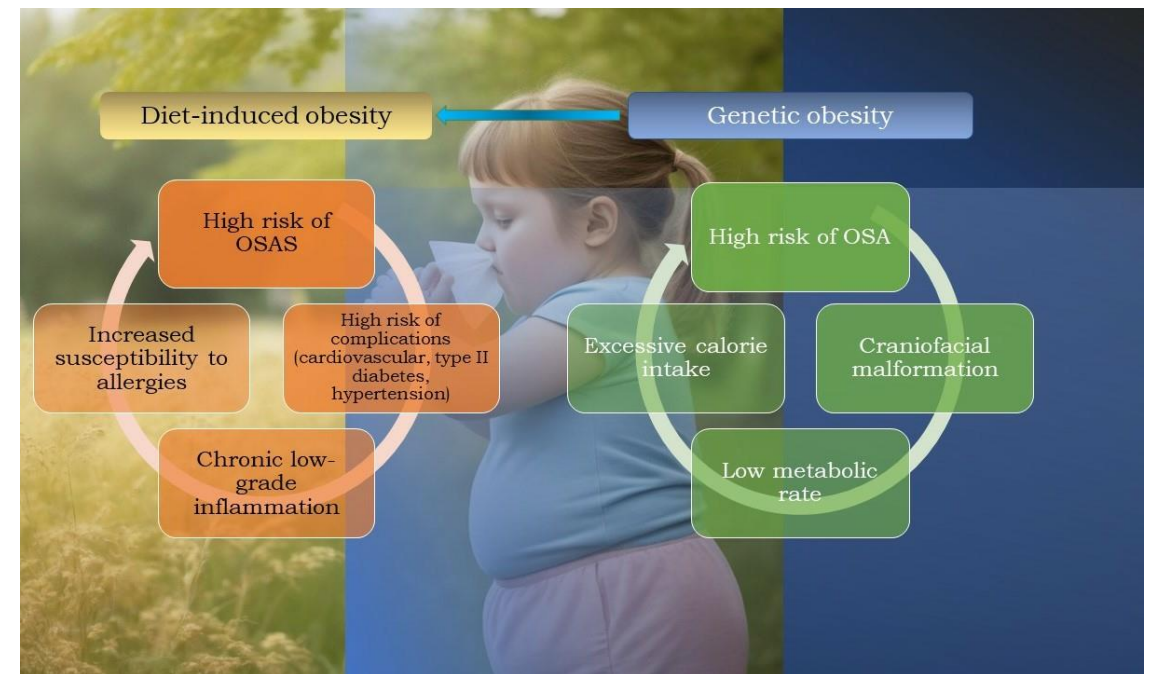 Diet-induced obesity
Genetic obesity
High risk of
OSAS
High risk of
complications
(cardiovascular, type II
diabetes,
hypertension)
Chronic low-
grade
inflammation
Increased
susceptibility to
allergies
High risk of OSA
Craniofacial
malformation
Low metabolic
rate
Excessive calorie
intake